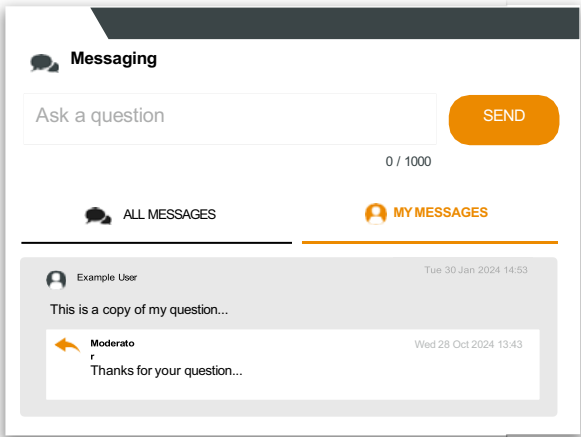 Messaging
Ask a question
SEND
0 / 1000
ALL MESSAGES
MY MESSAGES
Example User
Tue 30 Jan 2024 14:53
This is a copy of my question...
Moderato
r
Wed 28 Oct 2024 13:43
Thanks for your question...